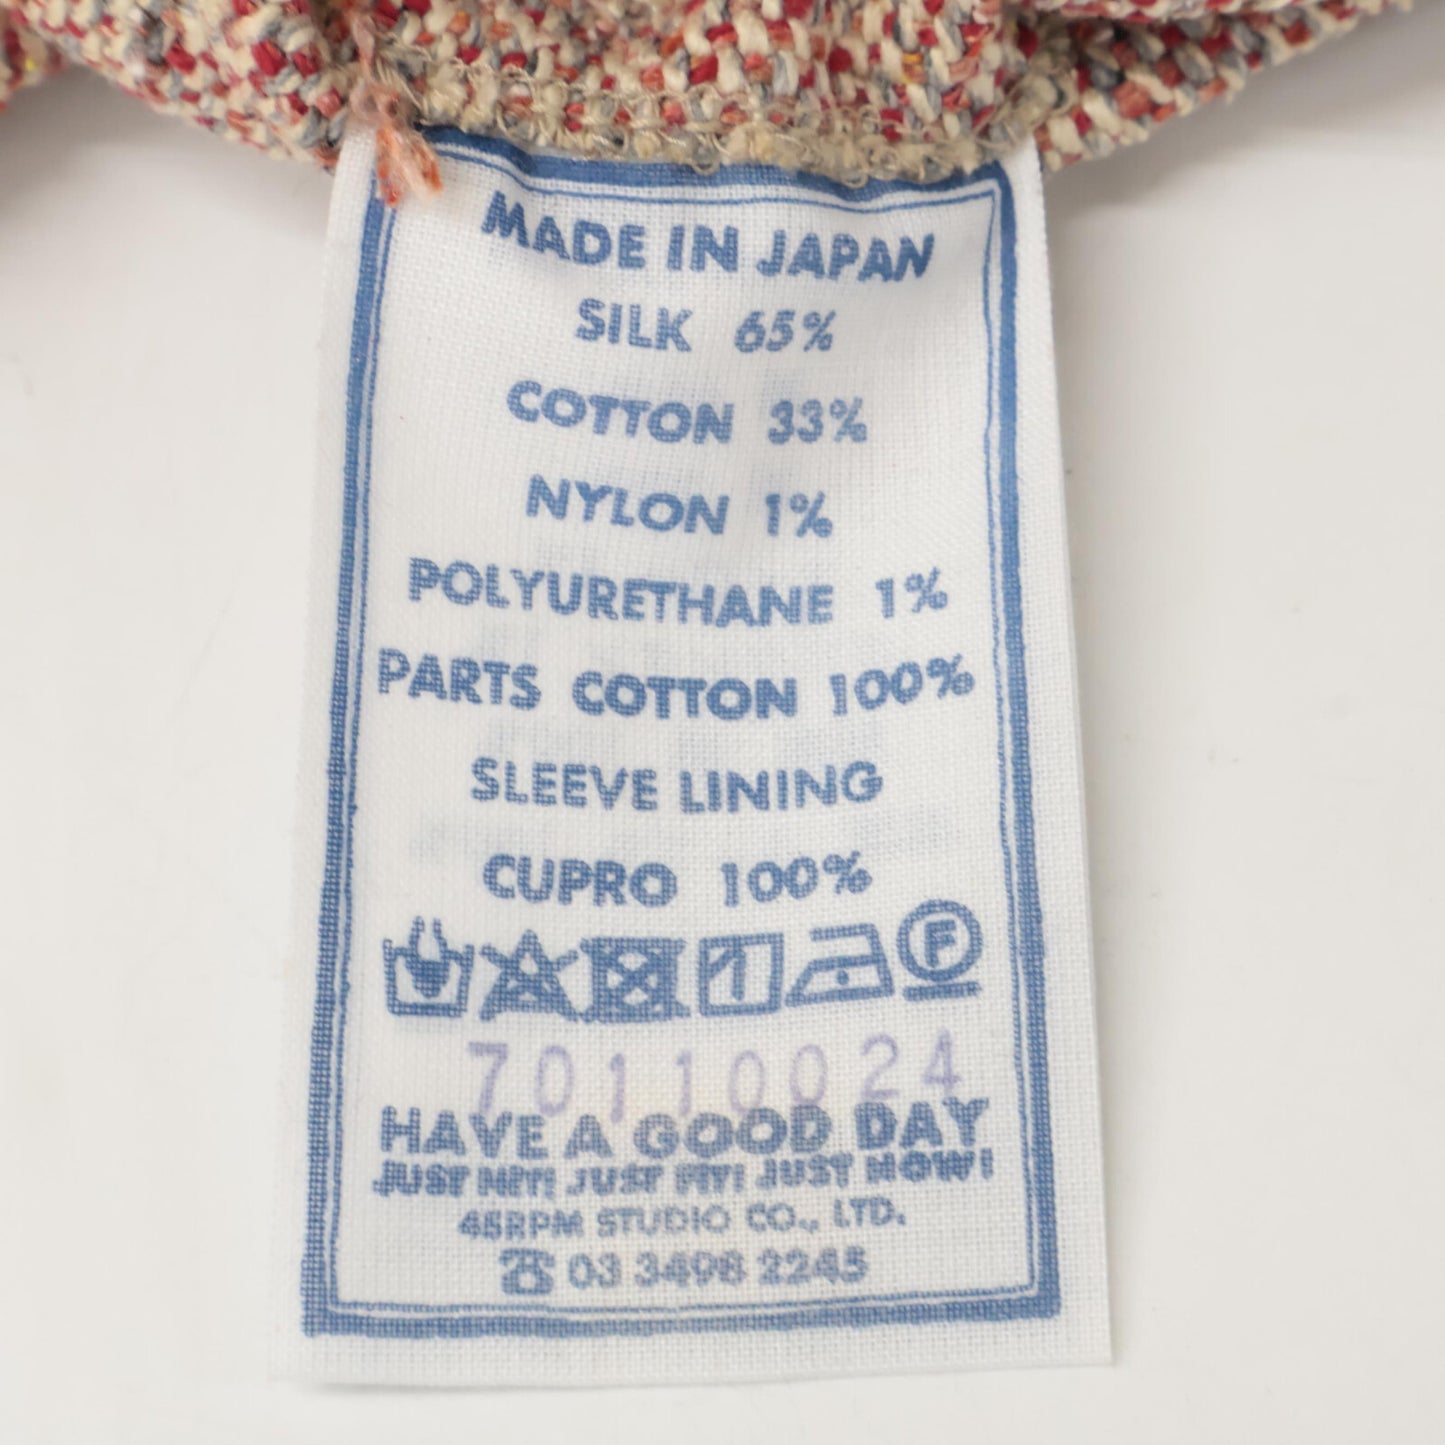 MADE IN JAPAN
SILK 65%
COTTON 33%
NYLON 1%
POLYURETHANE 1%
PARTS COTTON 100%
SLEEVE LINING
CUPRO 100%
F
70110024
HAVE A GOOD DAY
JUST JUST FIT! JUST NOW!
45RPM STUDIO CO., LTD.
☎ 03 3498 2245